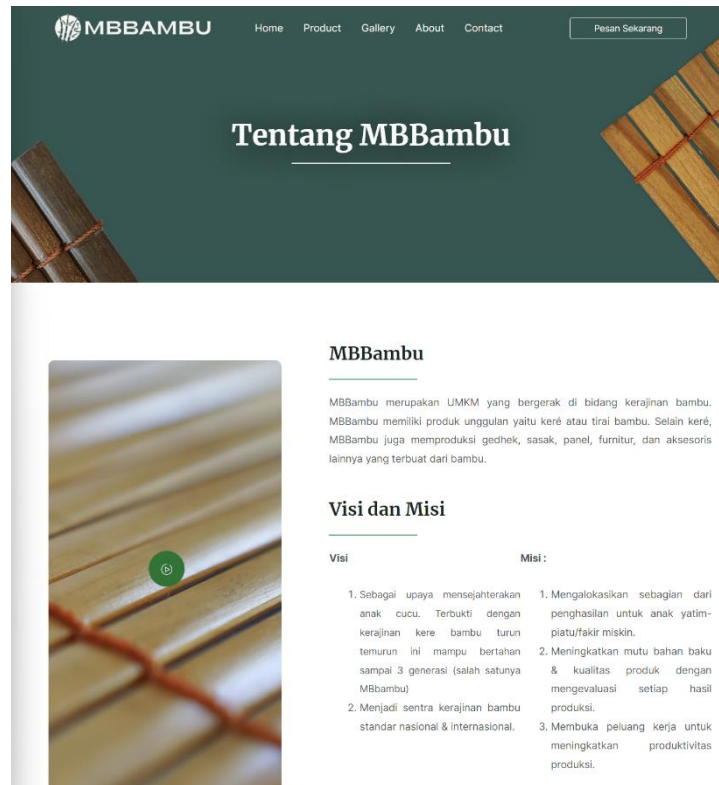 MBBAMBU
Home Product Gallery About Contact
Pesan Sekarang
Tentang MBBambu
MBBambu
MBBambu merupakan UMKM yang bergerak di bidang kerajinan bambu.
MBBambu memiliki produk unggulan yaitu keré atau tirai bambu. Selain keré,
MBBambu juga memproduksi gedhek, sasak, panel, furnitur, dan aksesoris
lainnya yang terbuat dari bambu.
Visi dan Misi
Visi
1. Sebagai upaya mensejahterakan
anak cucu. Terbukti dengan
kerajinan kere bambu turun
temurun ini mampu bertahan
sampai 3 generasi (salah satunya
MBbambu)
2. Menjadi sentra kerajinan bambu
standar nasional & internasional.
Misi :
1. Mengalokasikan sebagian dari
penghasilan untuk anak yatim-
piatu/fakir miskin.
2. Meningkatkan mutu bahan baku
& kualitas produk dengan
mengevaluasi setiap hasil
produksi.
3. Membuka peluang kerja untuk
meningkatkan produktivitas
produksi.